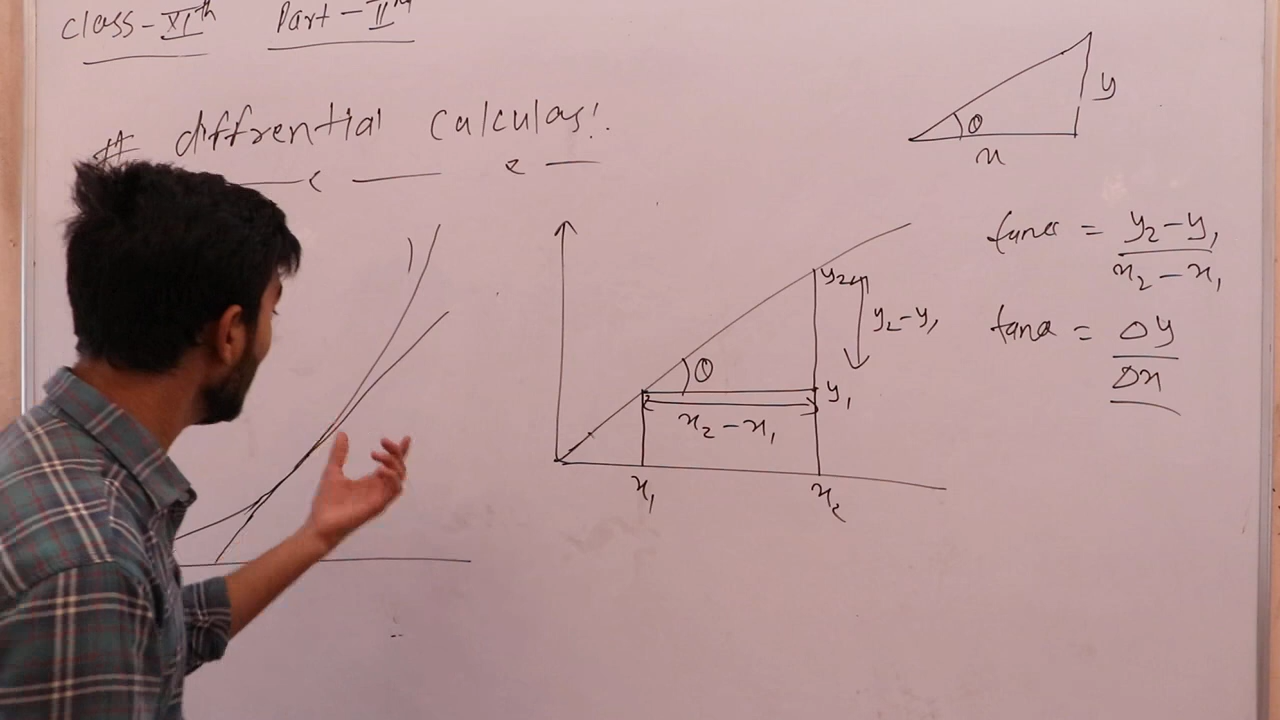 class-XIth Part-IInd
# diffrential calculas:
y
θ
x
tanα = y₂-y₁
x₂-x₁
tanα = Δy
Δx
y₂
y₂-y₁
θ
y₁
x₂-x₁
x₁
x₂